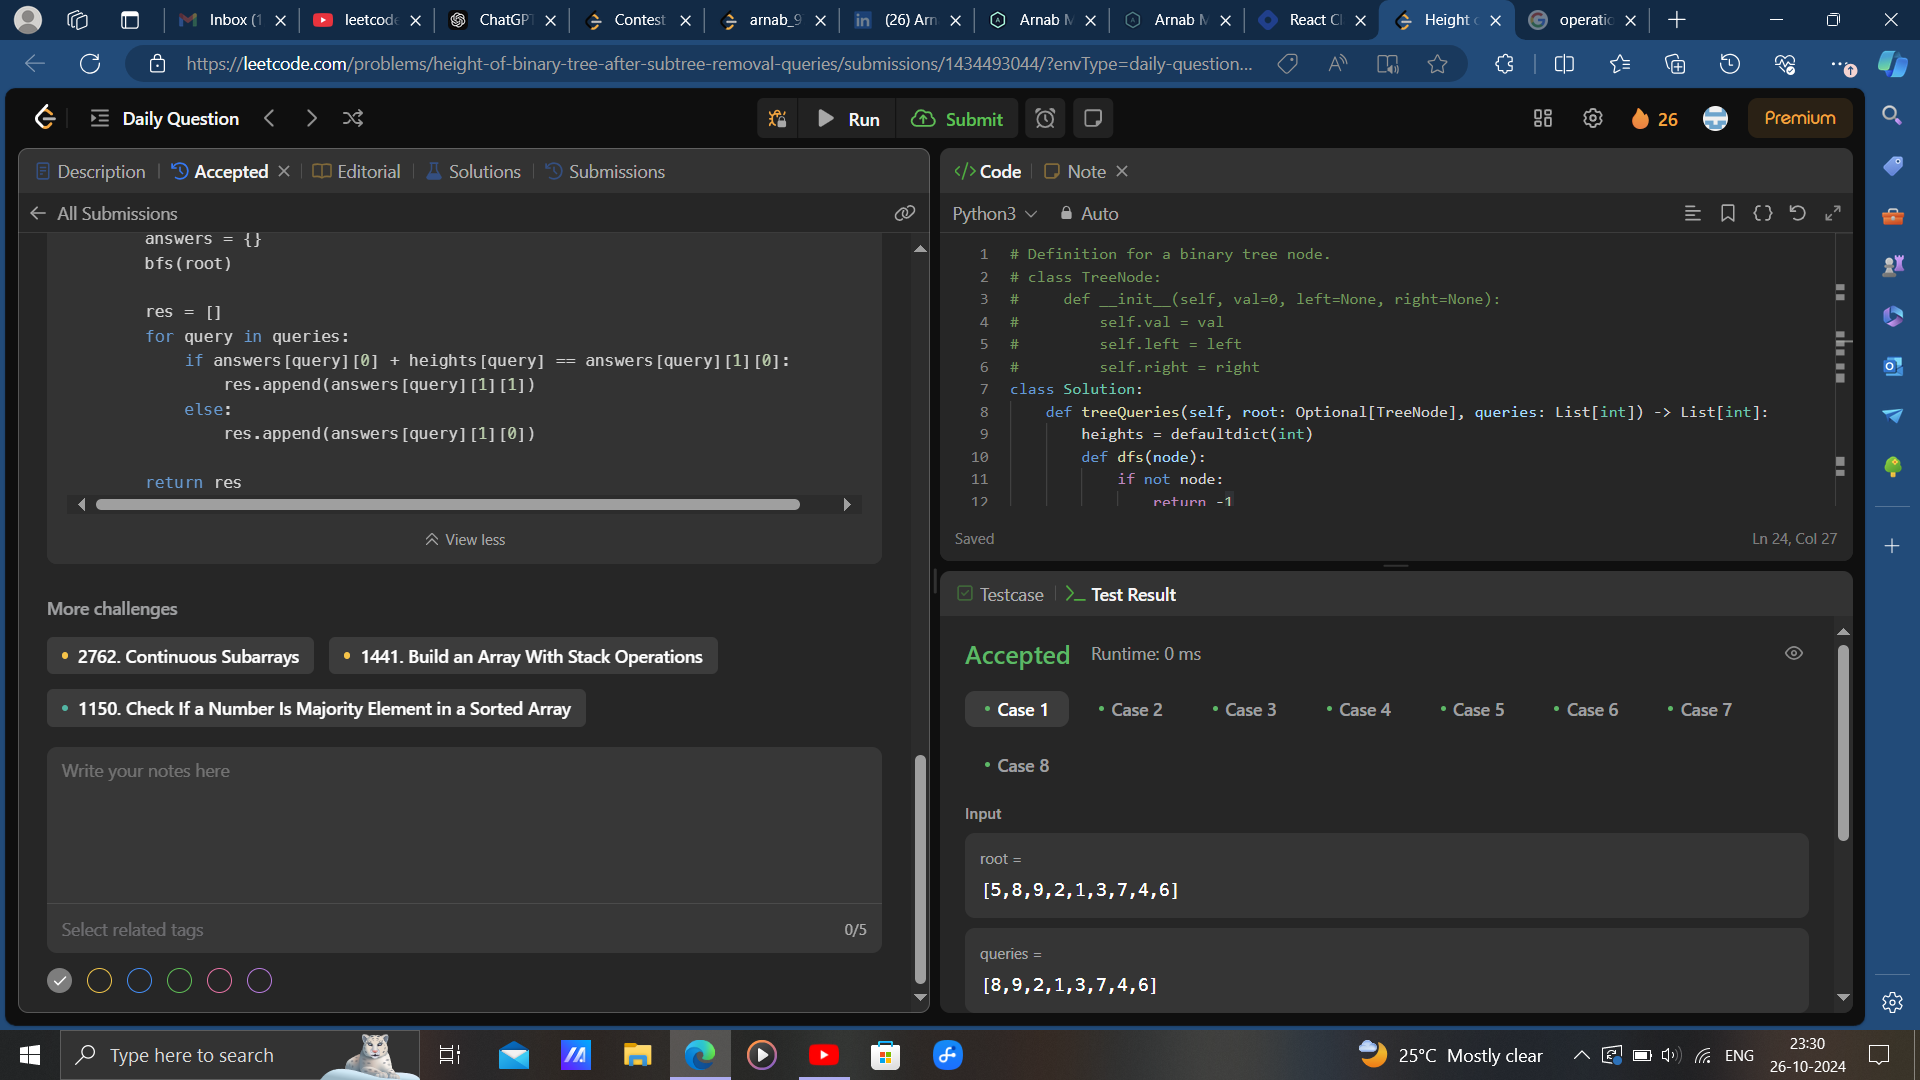 Inbox (1
leetcode
ChatGPT
Contest
arnab_9
(26) Arn
Arnab M
Arnab M
React Cl
Height o
operatio
https://leetcode.com/problems/height-of-binary-tree-after-subtree-removal-queries/submissions/1434493044/?envType=daily-question...
Daily Question
Run
Submit
26
Premium
Description
Accepted
Editorial
Solutions
Submissions
All Submissions
answers = {}
bfs(root)
res = []
for query in queries:
if answers[query][0] + heights[query] == answers[query][1][0]:
res.append(answers[query][1][1])
else:
res.append(answers[query][1][0])
return res
View less
More challenges
2762. Continuous Subarrays
1441. Build an Array With Stack Operations
1150. Check If a Number Is Majority Element in a Sorted Array
Write your notes here
Select related tags
0/5
Code
Note
Python3
Auto
1 # Definition for a binary tree node.
2 # class TreeNode:
3 #     def __init__(self, val=0, left=None, right=None):
4 #         self.val = val
5 #         self.left = left
6 #         self.right = right
7 class Solution:
8     def treeQueries(self, root: Optional[TreeNode], queries: List[int]) -> List[int]:
9         heights = defaultdict(int)
10         def dfs(node):
11             if not node:
12                 return -1
Saved
Ln 24, Col 27
Testcase
Test Result
Accepted
Runtime: 0 ms
Case 1
Case 2
Case 3
Case 4
Case 5
Case 6
Case 7
Case 8
Input
root =
[5,8,9,2,1,3,7,4,6]
queries =
[8,9,2,1,3,7,4,6]
Type here to search
25°C Mostly clear
ENG
23:30
26-10-2024